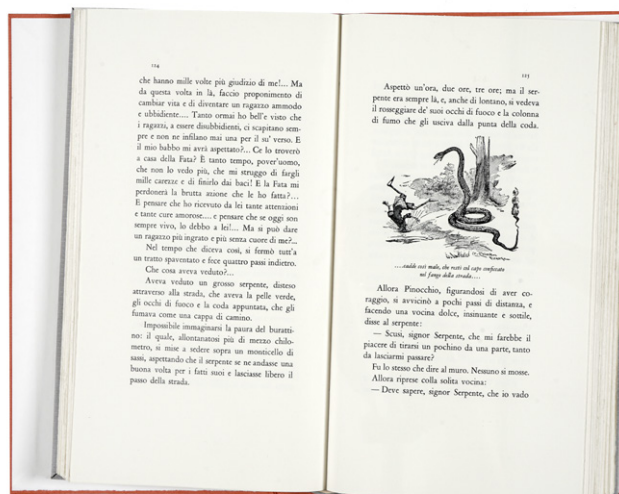 124
che hanno mille volte più giudizio di me!... Ma
da questa volta in là, faccio proponimento di
cambiar vita e di diventare un ragazzo ammodo
e ubbidiente.... Tanto ormai ho bell'e visto che
i ragazzi, a essere disubbidienti, ci scapitano sem-
pre e non ne infilano mai una per il su' verso. E
il mio babbo mi avrà aspettato?... Ce lo troverò
a casa della Fata? È tanto tempo, pover'uomo,
che non lo vedo più, che mi struggo di fargli
mille carezze e di finirlo dai baci! E la Fata mi
perdonerà la brutta azione che le ho fatta?...
E pensare che ho ricevuto da lei tante attenzioni
e tante cure amorose.... e pensare che se oggi son
sempre vivo, lo debbo a lei!... Ma si può dare
un ragazzo più ingrato e più senza cuore di me?...
Nel tempo che diceva così, si fermò tutt'a
un tratto spaventato e fece quattro passi indietro.
Che cosa aveva veduto?...
Aveva veduto un grosso serpente, disteso
attraverso alla strada, che aveva la pelle verde,
gli occhi di fuoco e la coda appuntata, che gli
fumava come una cappa di camino.
Impossibile immaginarsi la paura del buratti-
no: il quale, allontanatosi più di mezzo chilo-
metro, si mise a sedere sopra un monticello di
sassi, aspettando che il serpente se ne andasse una
buona volta per i fatti suoi e lasciasse libero il
passo della strada.
125
Aspettò un'ora, due ore, tre ore; ma il ser-
pente era sempre là, e, anche di lontano, si vedeva
il rosseggiare de' suoi occhi di fuoco e la colonna
di fumo che gli usciva dalla punta della coda.
....cadde così male, che restò col capo conficcato
nel fango della strada....
Allora Pinocchio, figurandosi di aver co-
raggio, si avvicinò a pochi passi di distanza, e
facendo una vocina dolce, insinuante e sottile,
disse al serpente:
— Scusi, signor Serpente, che mi farebbe il
piacere di tirarsi un pochino da una parte, tanto
da lasciarmi passare?
Fu lo stesso che dire al muro. Nessuno si mosse.
Allora riprese colla solita vocina:
— Deve sapere, signor Serpente, che io vado